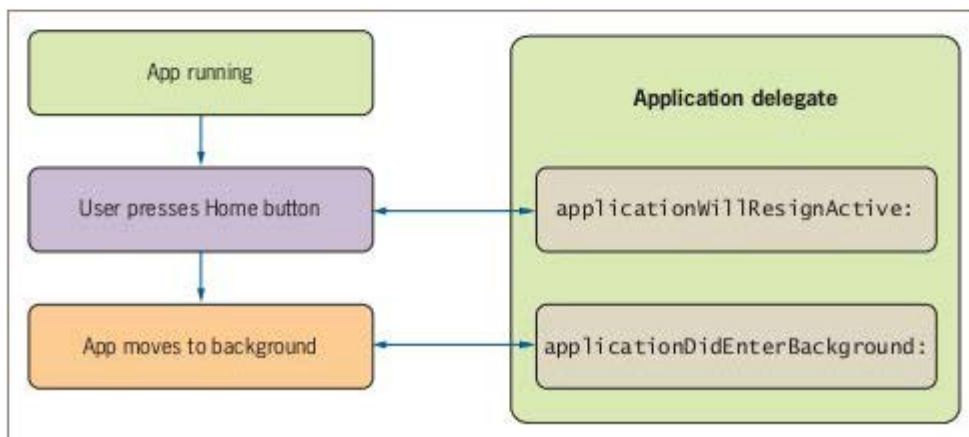 App running
Application delegate
User presses Home button
applicationWillResignActive:
App moves to background
applicationDidEnterBackground: